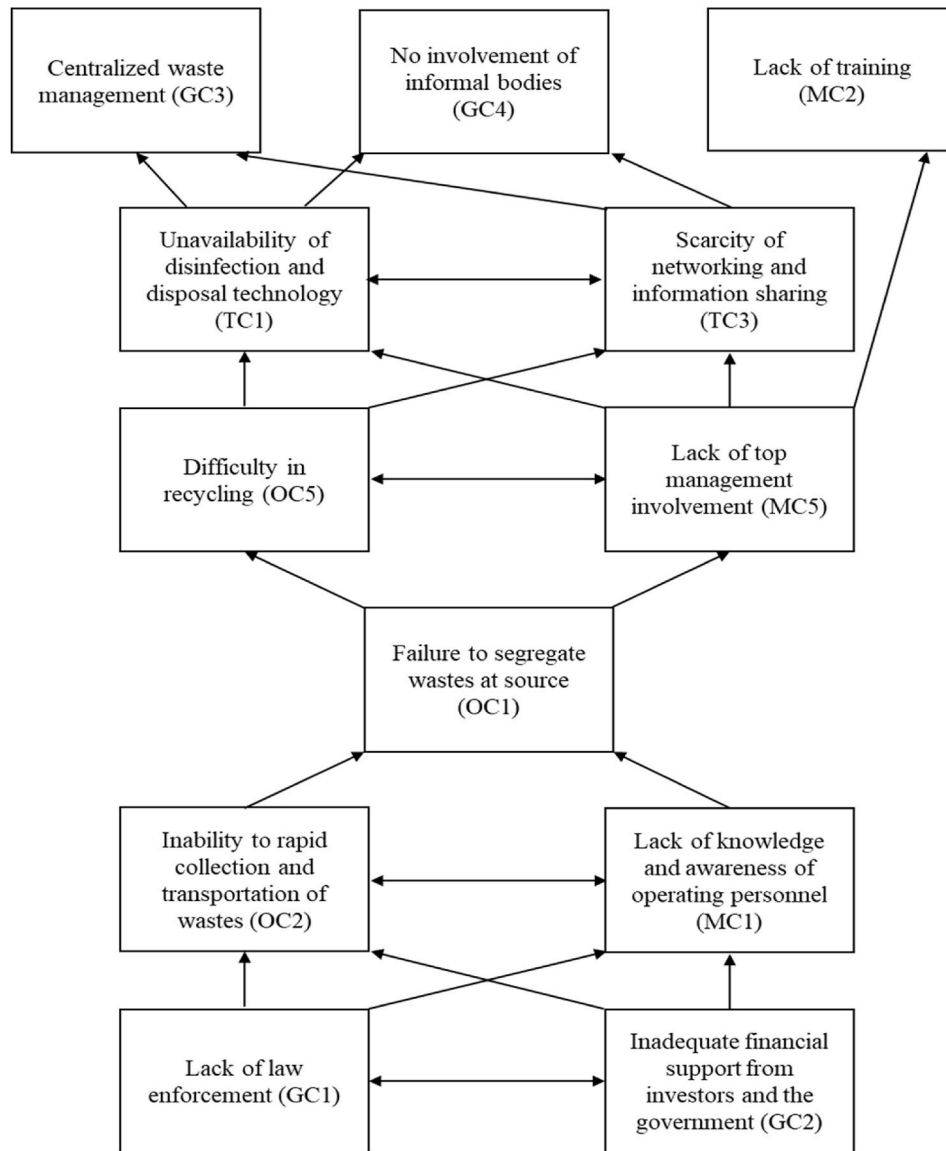 Centralized waste
management (GC3)
No involvement of
informal bodies
(GC4)
Lack of training
(MC2)
Unavailability of
disinfection and
disposal technology
(TC1)
Scarcity of
networking and
information sharing
(TC3)
Difficulty in
recycling (OC5)
Lack of top
management
involvement (MC5)
Failure to segregate
wastes at source
(OC1)
Inability to rapid
collection and
transportation of
wastes (OC2)
Lack of knowledge
and awareness of
operating personnel
(MC1)
Lack of law
enforcement (GC1)
Inadequate financial
support from
investors and the
government (GC2)